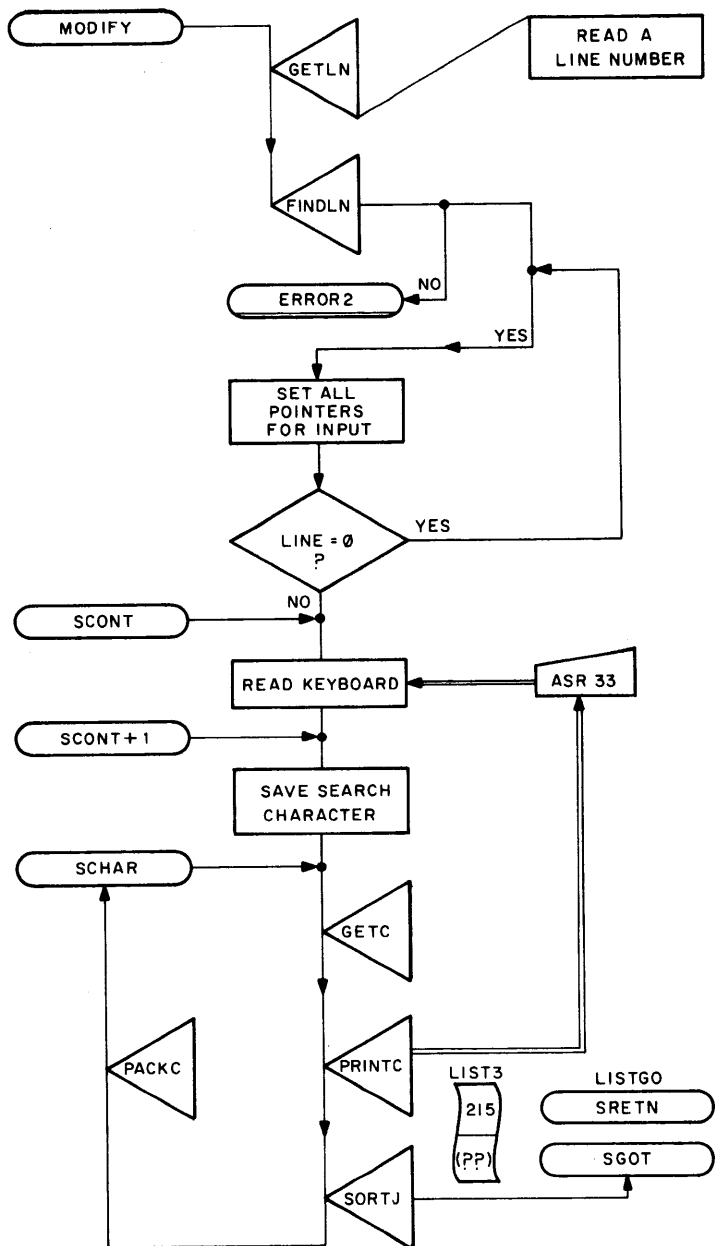 MODIFY
READ A
LINE NUMBER
GETLN
FINDLN
NO
ERROR2
YES
SET ALL
POINTERS
FOR INPUT
LINE = Ø
?
YES
NO
SCONT
READ KEYBOARD
ASR 33
SCONT+1
SAVE SEARCH
CHARACTER
SCHAR
GETC
PACKC
PRINTC
LIST3
LISTGO
215
SRETN
(??)
SGOT
SORTJ